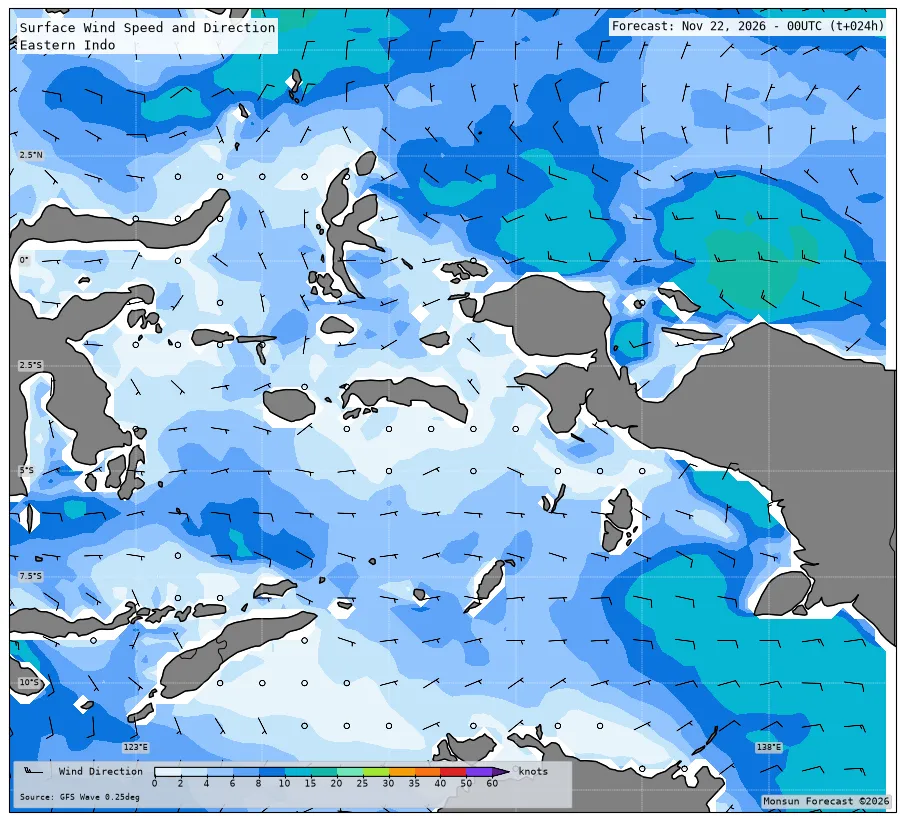 Surface Wind Speed and Direction
Eastern Indo
Forecast: Nov 22, 2026 - 00UTC (t+024h)
2.5°N
0°
2.5°S
5°S
7.5°S
10°S
123°E
138°E
Wind Direction
knots
0 2 4 6 8 10 15 20 25 30 35 40 50 60
Source: GFS Wave 0.25deg
Monsun Forecast ©2026